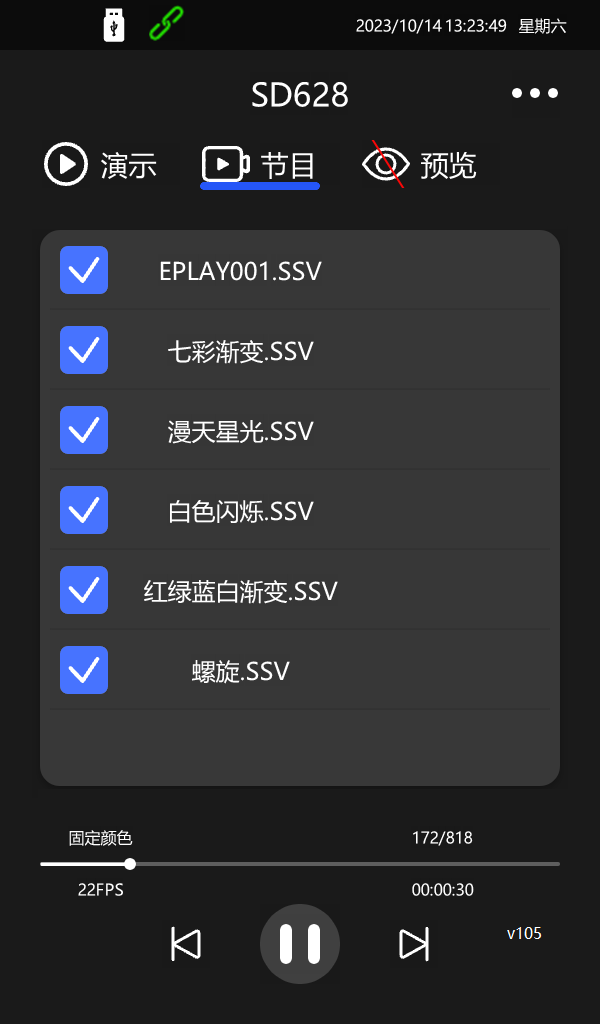 2023/10/14 13:23:49 星期六
SD628
演示 节目 预览
EPLAY001.SSV
七彩渐变.SSV
漫天星光.SSV
白色闪烁.SSV
红绿蓝白渐变.SSV
螺旋.SSV
固定颜色 172/818
22FPS 00:00:30
v105